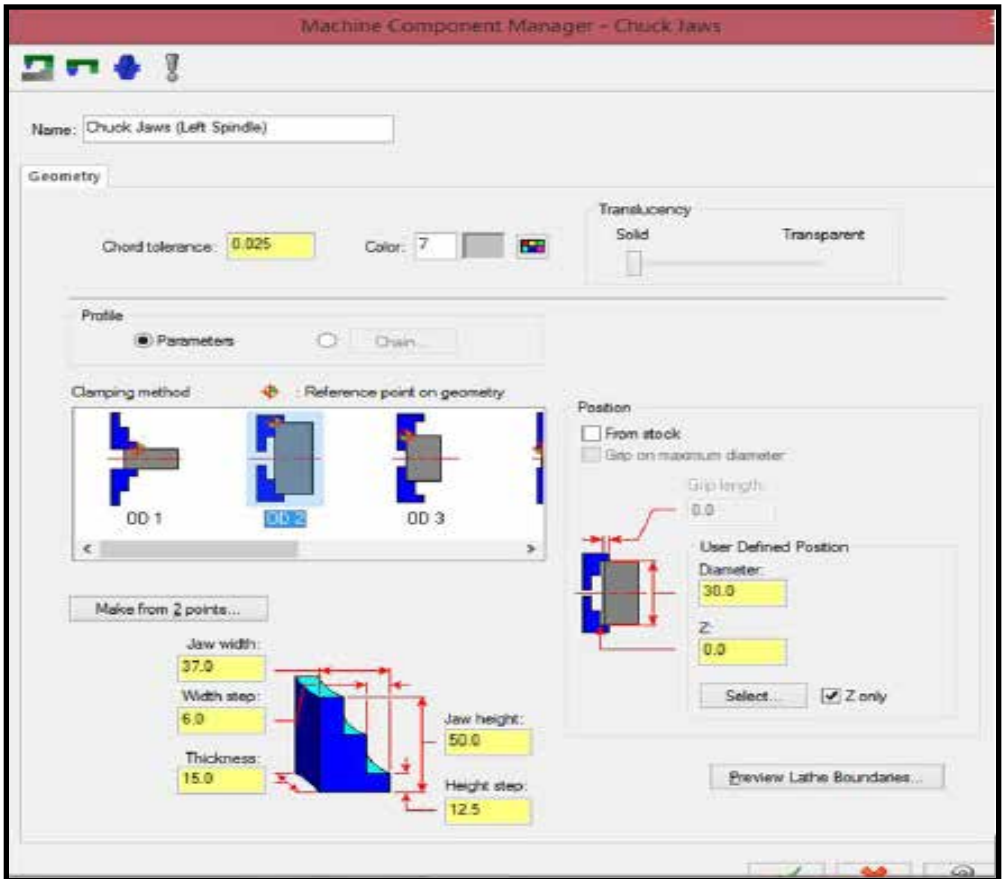 Machine Component Manager - Chuck Jaws
Name: Chuck Jaws (Left Spindle)
Geometry
Chord tolerance: 0.025
Color: 7
Translucency
Solid
Transparent
Profile
Parameters
Chain...
Clamping method
: Reference point on geometry
OD 1
OD 2
OD 3
Make from 2 points...
Jaw width:
37.0
Width step:
6.0
Thickness:
15.0
Jaw height:
50.0
Height step:
12.5
Position
From stock
Grip on maximum diameter
Grip length:
0.0
User Defined Position
Diameter:
30.0
Z:
0.0
Select...
Z only
Preview Lathe Boundaries...